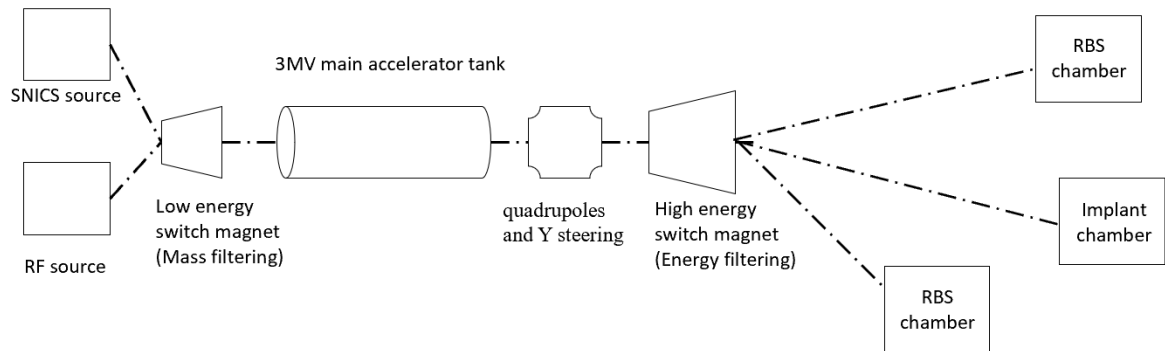 SNICS source
RF source
Low energy
switch magnet
(Mass filtering)
3MV main accelerator tank
quadrupoles
and Y steering
High energy
switch magnet
(Energy filtering)
RBS
chamber
Implant
chamber
RBS
chamber